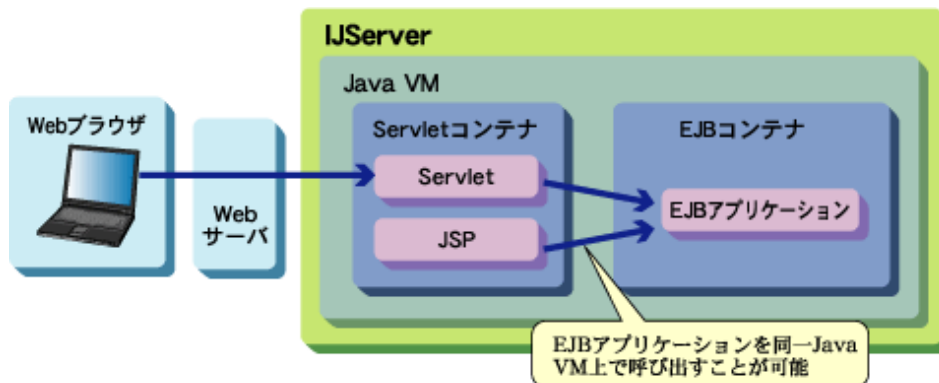 IJServer
Java VM
Webブラウザ
Web
サーバ
Servletコンテナ
Servlet
JSP
EJBコンテナ
EJBアプリケーション
EJBアプリケーションを同一Java
VM上で呼び出すことが可能